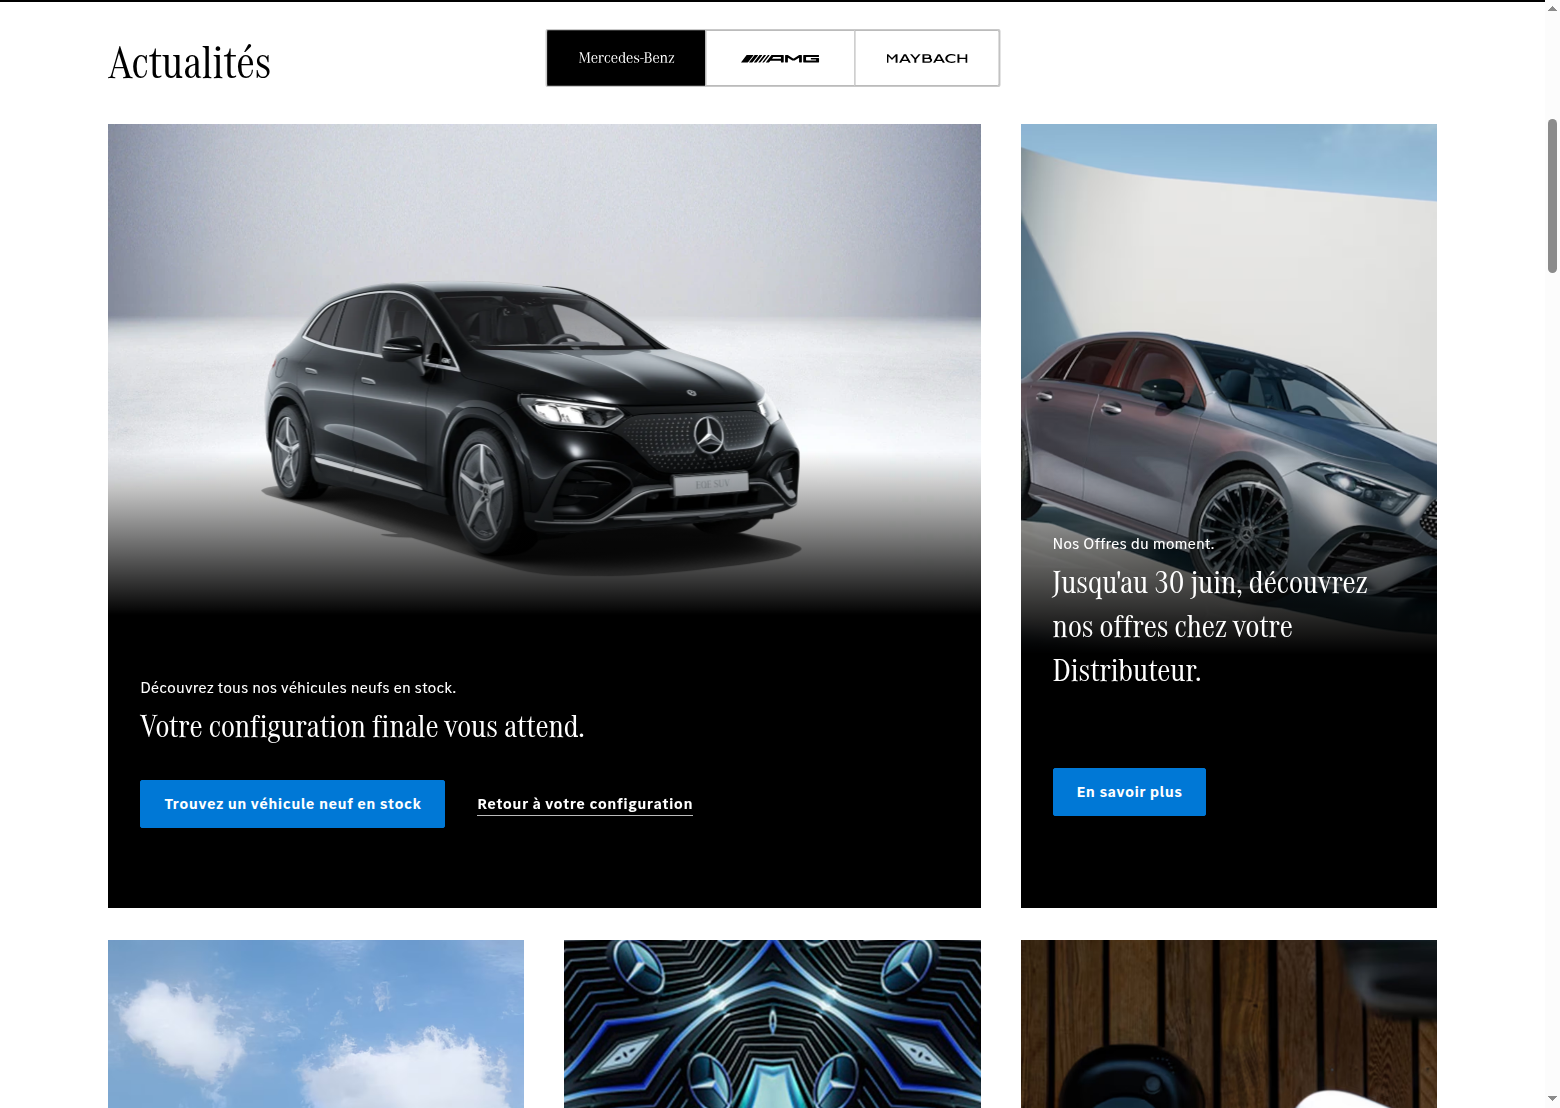 Actualités
Mercedes-Benz
AMG
MAYBACH
EQE SUV
Découvrez tous nos véhicules neufs en stock.
Votre configuration finale vous attend.
Trouvez un véhicule neuf en stock
Retour à votre configuration
Nos Offres du moment.
Jusqu'au 30 juin, découvrez
nos offres chez votre
Distributeur.
En savoir plus